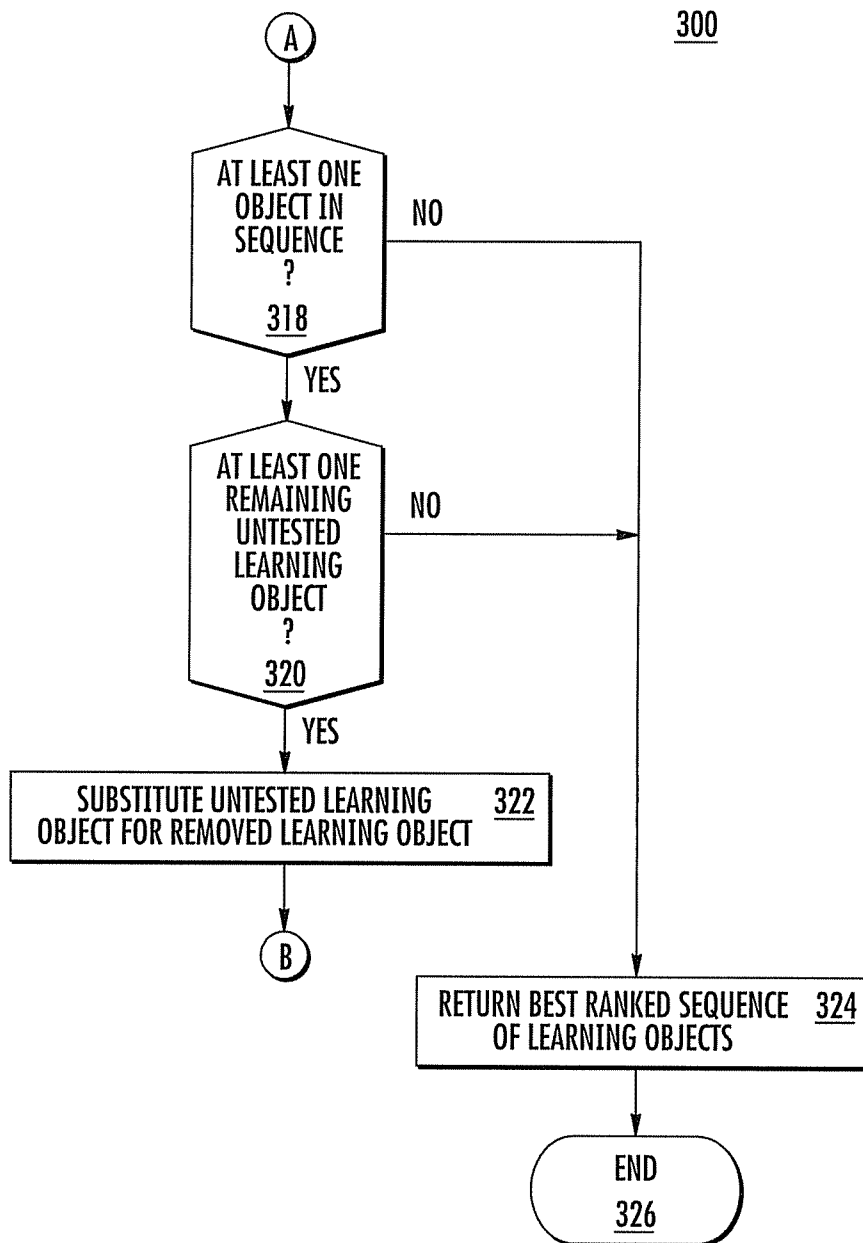 300
A
AT LEAST ONE
OBJECT IN
SEQUENCE
?
318
NO
YES
AT LEAST ONE
REMAINING
UNTESTED
LEARNING
OBJECT
?
320
NO
YES
SUBSTITUTE UNTESTED LEARNING 322
OBJECT FOR REMOVED LEARNING OBJECT
B
RETURN BEST RANKED SEQUENCE 324
OF LEARNING OBJECTS
END
326